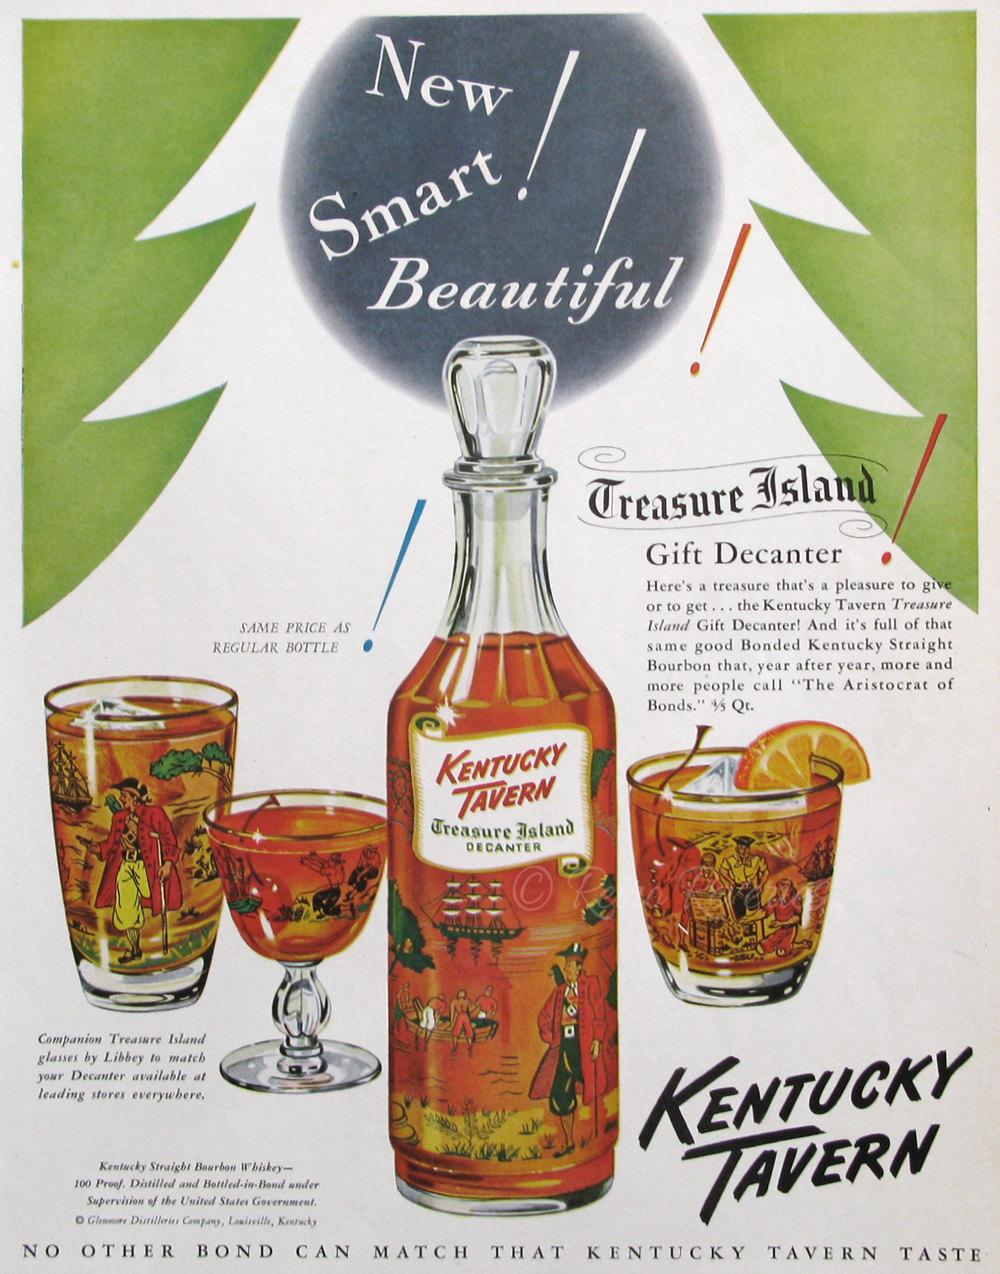 New!
Smart!
Beautiful!
Treasure Island!
Gift Decanter
Here's a treasure that's a pleasure to give
or to get . . . the Kentucky Tavern Treasure
Island Gift Decanter! And it's full of that
same good Bonded Kentucky Straight
Bourbon that, year after year, more and
more people call "The Aristocrat of
Bonds." ⅘ Qt.
SAME PRICE AS
REGULAR BOTTLE!
KENTUCKY
TAVERN
Treasure Island
DECANTER
Companion Treasure Island
glasses by Libbey to match
your Decanter available at
leading stores everywhere.
Kentucky Straight Bourbon Whiskey—
100 Proof. Distilled and Bottled-in-Bond under
Supervision of the United States Government.
© Glenmore Distilleries Company, Louisville, Kentucky
KENTUCKY
TAVERN
NO OTHER BOND CAN MATCH THAT KENTUCKY TAVERN TASTE